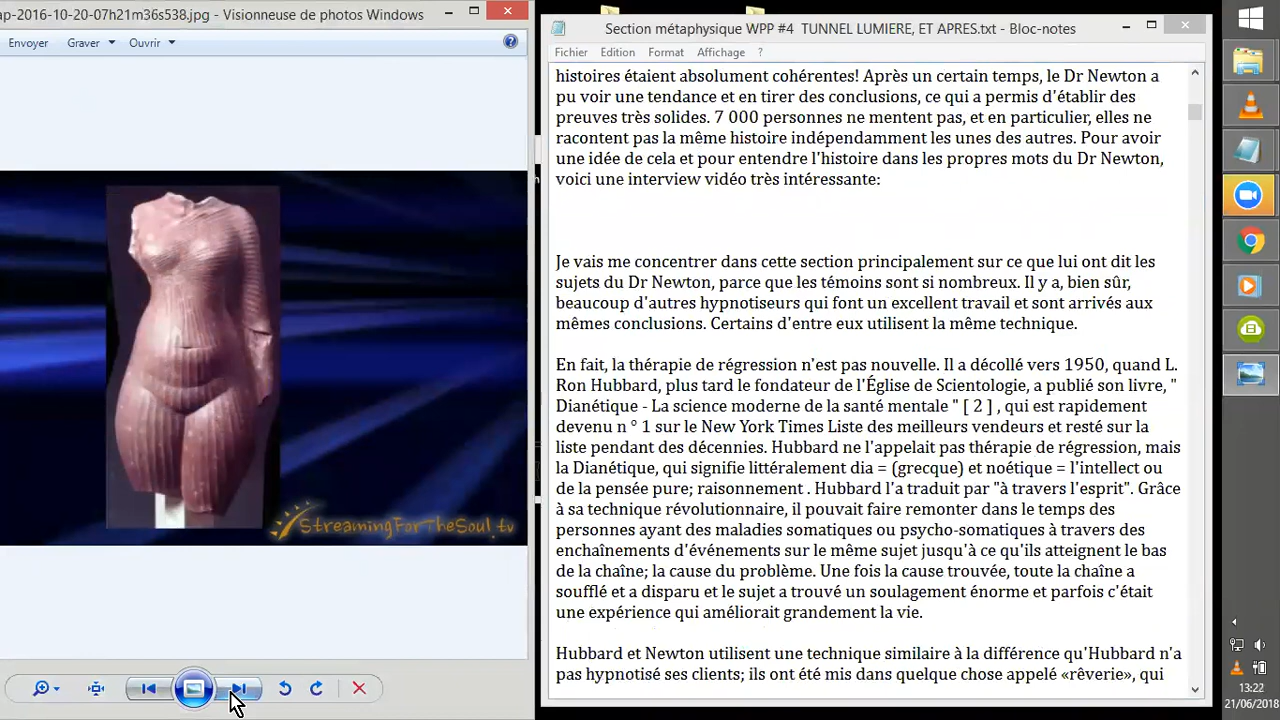 ap-2016-10-20-07h21m36s538.jpg - Visionneuse de photos Windows
Envoyer Graver Ouvrir
StreamingForTheSoul.tv
Section métaphysique WPP #4 TUNNEL LUMIERE, ET APRES.txt - Bloc-notes
Fichier Edition Format Affichage ?
histoires étaient absolument cohérentes! Après un certain temps, le Dr Newton a
pu voir une tendance et en tirer des conclusions, ce qui a permis d'établir des
preuves très solides. 7 000 personnes ne mentent pas, et en particulier, elles ne
racontent pas la même histoire indépendamment les unes des autres. Pour avoir
une idée de cela et pour entendre l'histoire dans les propres mots du Dr Newton,
voici une interview vidéo très intéressante:
Je vais me concentrer dans cette section principalement sur ce que lui ont dit les
sujets du Dr Newton, parce que les témoins sont si nombreux. Il y a, bien sûr,
beaucoup d'autres hypnotiseurs qui font un excellent travail et sont arrivés aux
mêmes conclusions. Certains d'entre eux utilisent la même technique.
En fait, la thérapie de régression n'est pas nouvelle. Il a décollé vers 1950, quand L.
Ron Hubbard, plus tard le fondateur de l'Église de Scientologie, a publié son livre, "
Dianétique - La science moderne de la santé mentale " [ 2 ] , qui est rapidement
devenu n ° 1 sur le New York Times Liste des meilleurs vendeurs et resté sur la
liste pendant des décennies. Hubbard ne l'appelait pas thérapie de régression, mais
la Dianétique, qui signifie littéralement dia = (grecque) et noétique = l'intellect ou
de la pensée pure; raisonnement . Hubbard l'a traduit par "à travers l'esprit". Grâce
à sa technique révolutionnaire, il pouvait faire remonter dans le temps des
personnes ayant des maladies somatiques ou psycho-somatiques à travers des
enchaînements d'événements sur le même sujet jusqu'à ce qu'ils atteignent le bas
de la chaîne; la cause du problème. Une fois la cause trouvée, toute la chaîne a
soufflé et a disparu et le sujet a trouvé un soulagement énorme et parfois c'était
une expérience qui améliorait grandement la vie.
Hubbard et Newton utilisent une technique similaire à la différence qu'Hubbard n'a
pas hypnotisé ses clients; ils ont été mis dans quelque chose appelé «rêverie», qui
13:22
21/06/2018